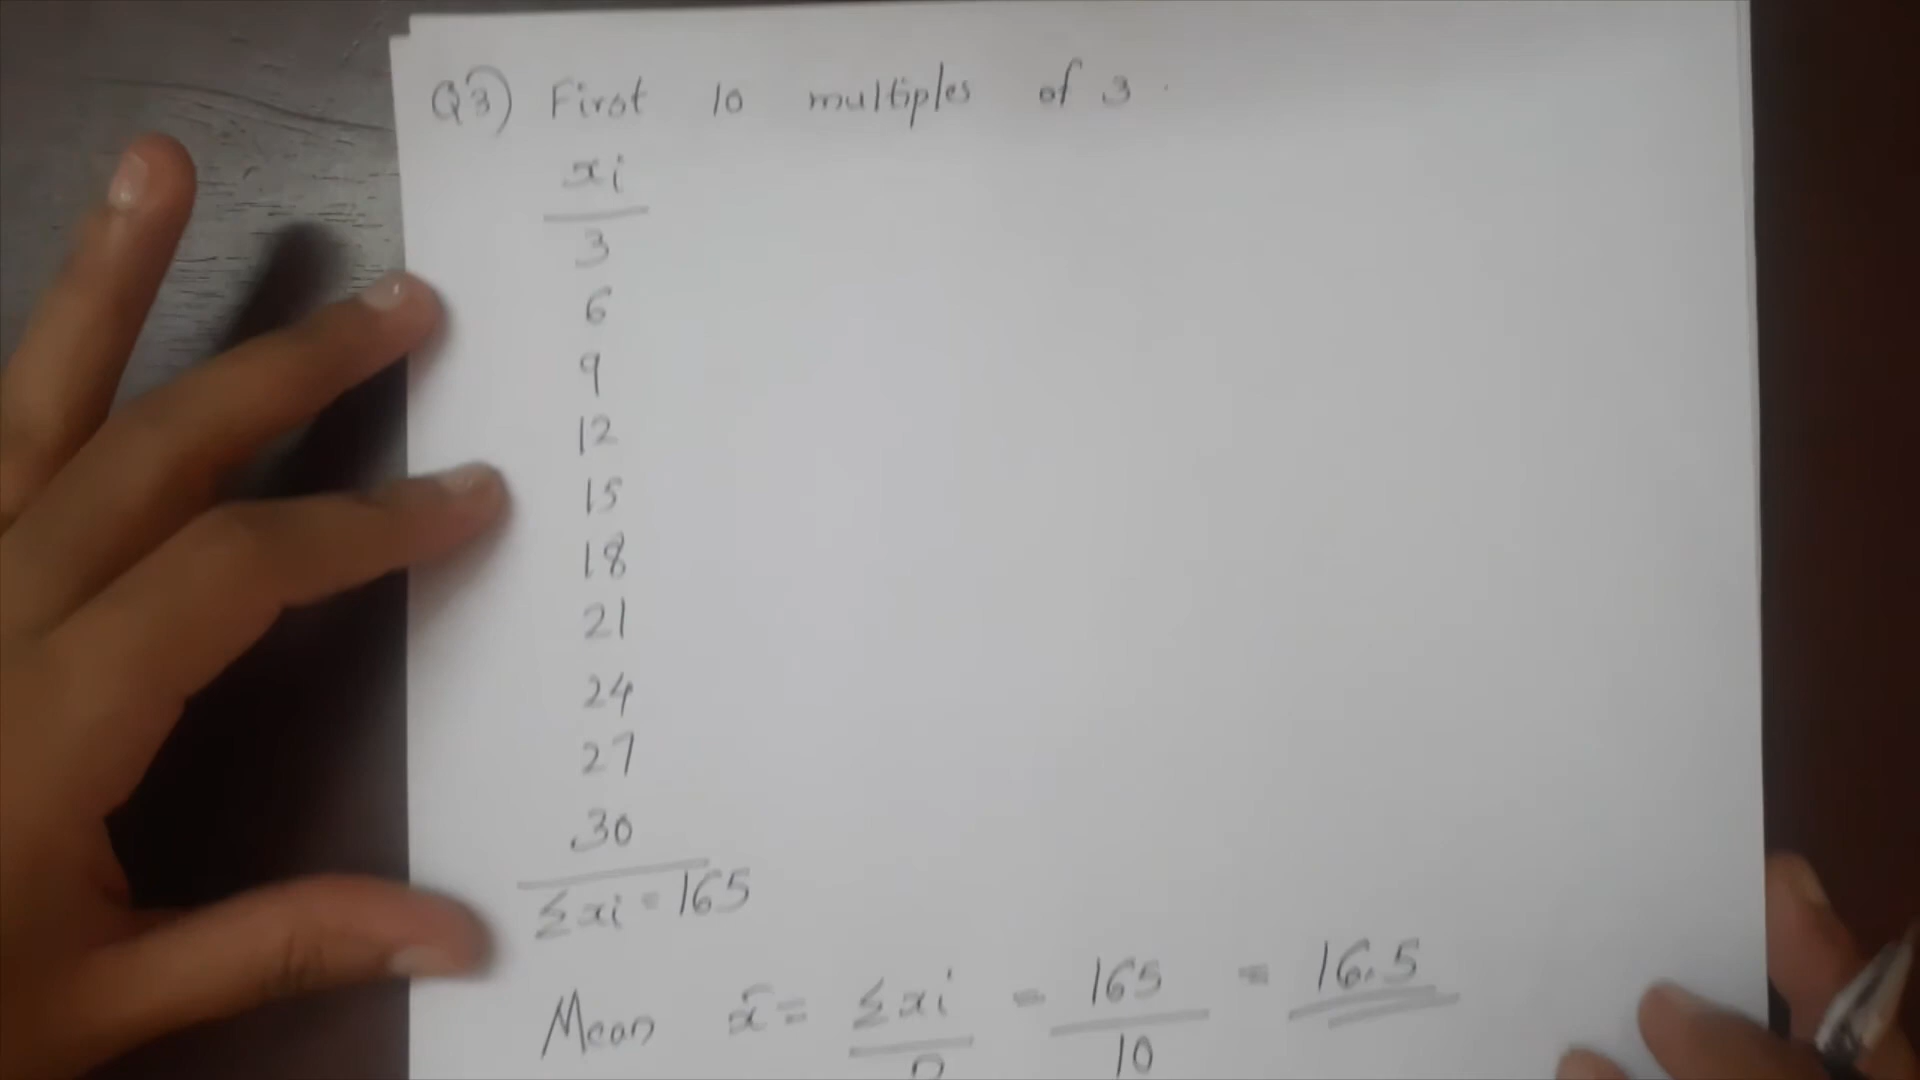 Q3) First 10 multiples of 3.
xi
3
6
9
12
15
18
21
24
27
30
Σxi = 165
Mean x̄ = Σxi/n = 165/10 = 16.5